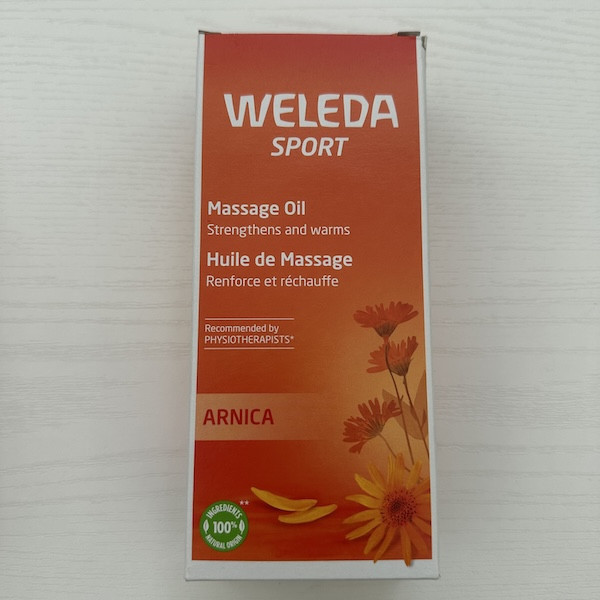 WELEDA
SPORT
Massage Oil
Strengthens and warms
Huile de Massage
Renforce et réchauffe
Recommended by
PHYSIOTHERAPISTS*
ARNICA
INGREDIENTS
100%
NATURAL ORIGIN
**